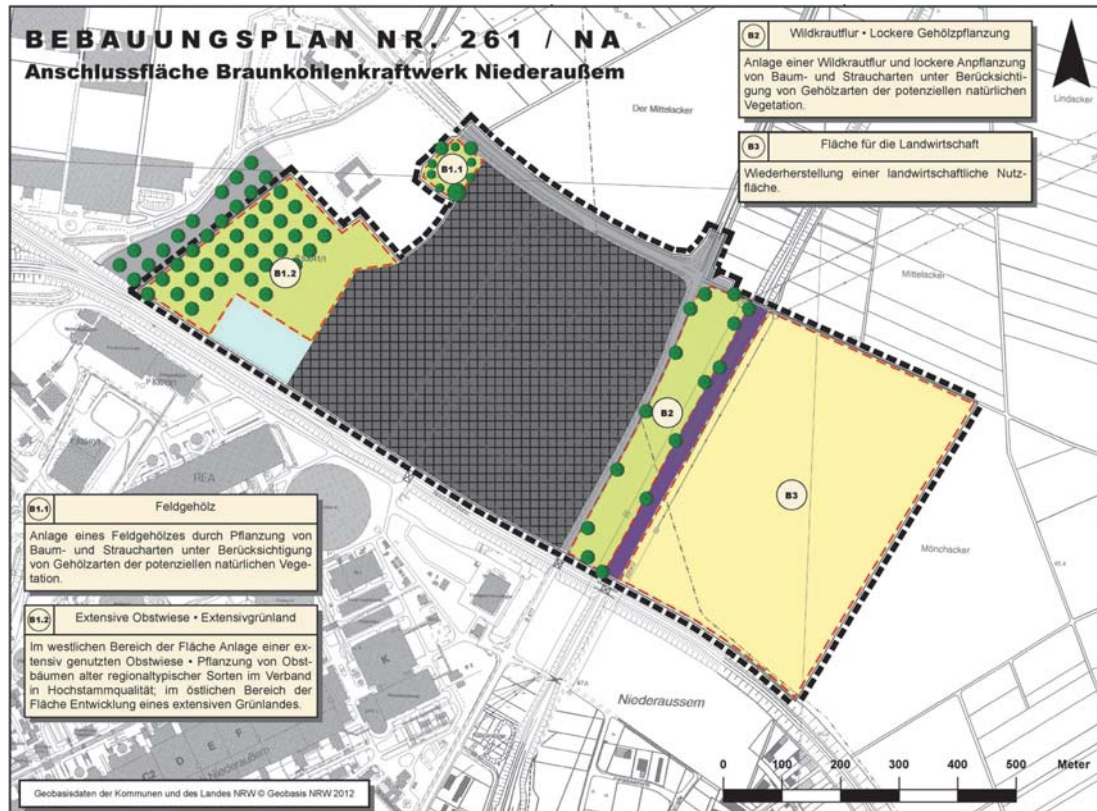 BEBAUUNGSPLAN NR. 261 / NA
Anschlussfläche Braunkohlenkraftwerk Niederaußem
B2 Wildkrautflur • Lockere Gehölzpflanzung
Anlage einer Wildkrautflur und lockere Anpflanzung
von Baum- und Straucharten unter Berücksichti-
gung von Gehölzarten der potenziellen natürlichen
Vegetation.
Lindacker
Der Mittelacker
B3 Fläche für die Landwirtschaft
Wiederherstellung einer landwirtschaftliche Nutz-
fläche.
B1.1
B1.2
Mittelacker
B2
B3
REA
Mönchacker
B1.1 Feldgehölz
Anlage eines Feldgehölzes durch Pflanzung von
Baum- und Straucharten unter Berücksichtigung
von Gehölzarten der potenziellen natürlichen Vege-
tation.
B1.2 Extensive Obstwiese • Extensivgrünland
Im westlichen Bereich der Fläche Anlage einer ex-
tensiv genutzten Obstwiese • Pflanzung von Obst-
bäumen alter regionaltypischer Sorten im Verband
in Hochstammqualität; im östlichen Bereich der
Fläche Entwicklung eines extensiven Grünlandes.
K
Niederaussem
E F
C2 D
Niederaußem
0 100 200 300 400 500 Meter
Geobasisdaten der Kommunen und des Landes NRW © Geobasis NRW 2012